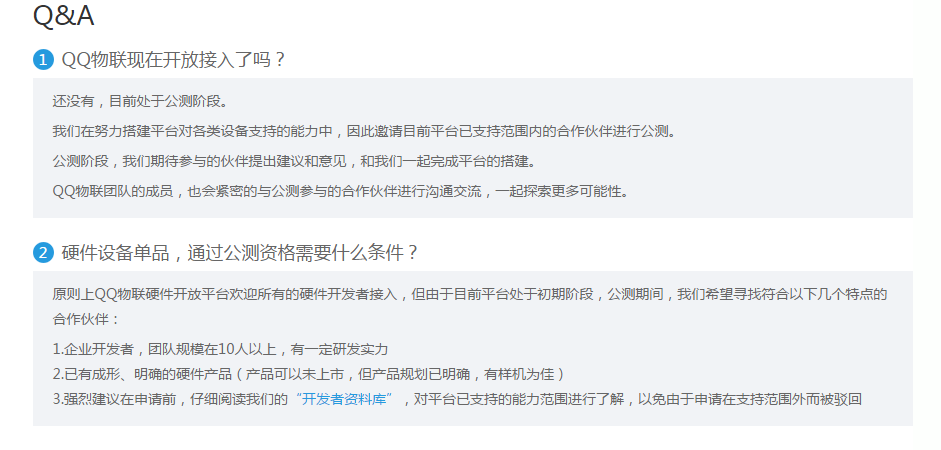 Q&A
1 QQ物联现在开放接入了吗？
还没有，目前处于公测阶段。
我们在努力搭建平台对各类设备支持的能力中，因此邀请目前平台已支持范围内的合作伙伴进行公测。
公测阶段，我们期待参与的伙伴提出建议和意见，和我们一起完成平台的搭建。
QQ物联团队的成员，也会紧密的与公测参与的合作伙伴进行沟通交流，一起探索更多可能性。
2 硬件设备单品，通过公测资格需要什么条件？
原则上QQ物联硬件开放平台欢迎所有的硬件开发者接入，但由于目前平台处于初期阶段，公测期间，我们希望寻找符合以下几个特点的
合作伙伴：
1.企业开发者，团队规模在10人以上，有一定研发实力
2.已有成形、明确的硬件产品（产品可以未上市，但产品规划已明确，有样机为佳）
3.强烈建议在申请前，仔细阅读我们的“开发者资料库”，对平台已支持的能力范围进行了解，以免由于申请在支持范围外而被驳回